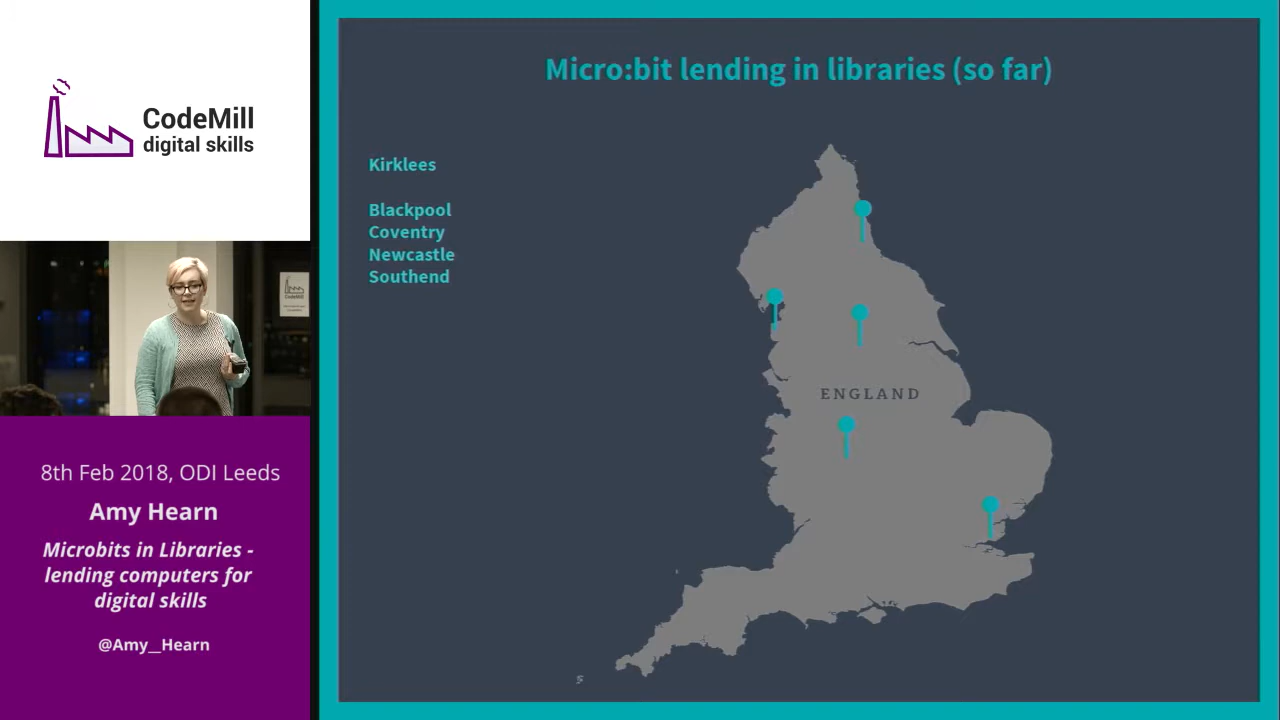 CodeMill
digital skills
8th Feb 2018, ODI Leeds
Amy Hearn
Microbits in Libraries -
lending computers for
digital skills
@Amy__Hearn
Micro:bit lending in libraries (so far)
Kirklees
Blackpool
Coventry
Newcastle
Southend
ENGLAND
CodeMill